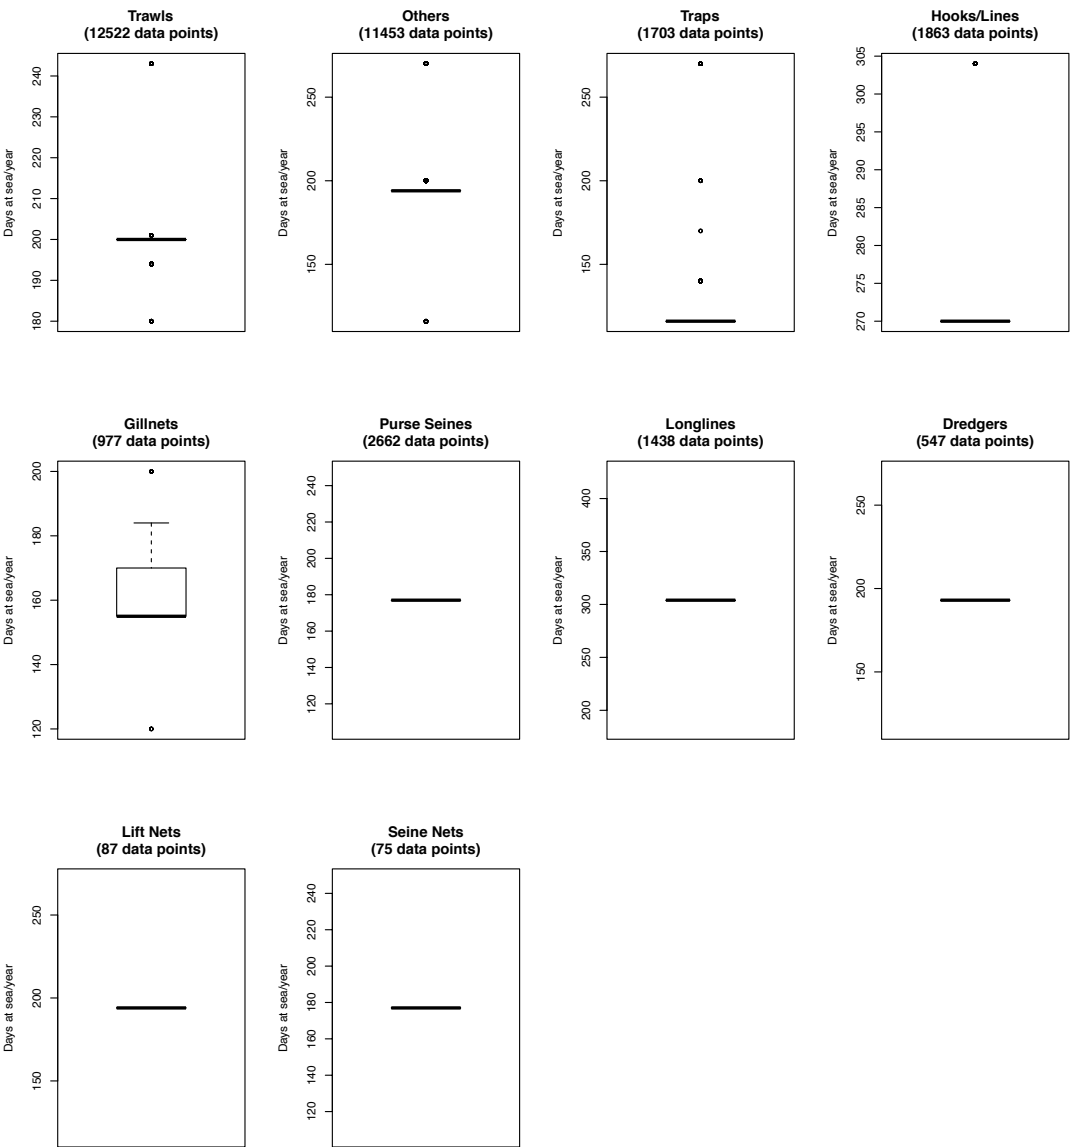 Trawls
(12522 data points)
Days at sea/year
180 190 200 210 220 230 240
Others
(11453 data points)
Days at sea/year
150 200 250
Traps
(1703 data points)
Days at sea/year
150 200 250
Hooks/Lines
(1863 data points)
Days at sea/year
270 275 280 285 290 295 300 305
Gillnets
(977 data points)
Days at sea/year
120 140 160 180 200
Purse Seines
(2662 data points)
Days at sea/year
120 140 160 180 200 220 240
Longlines
(1438 data points)
Days at sea/year
200 250 300 350 400
Dredgers
(547 data points)
Days at sea/year
150 200 250
Lift Nets
(87 data points)
Days at sea/year
150 200 250
Seine Nets
(75 data points)
Days at sea/year
120 140 160 180 200 220 240